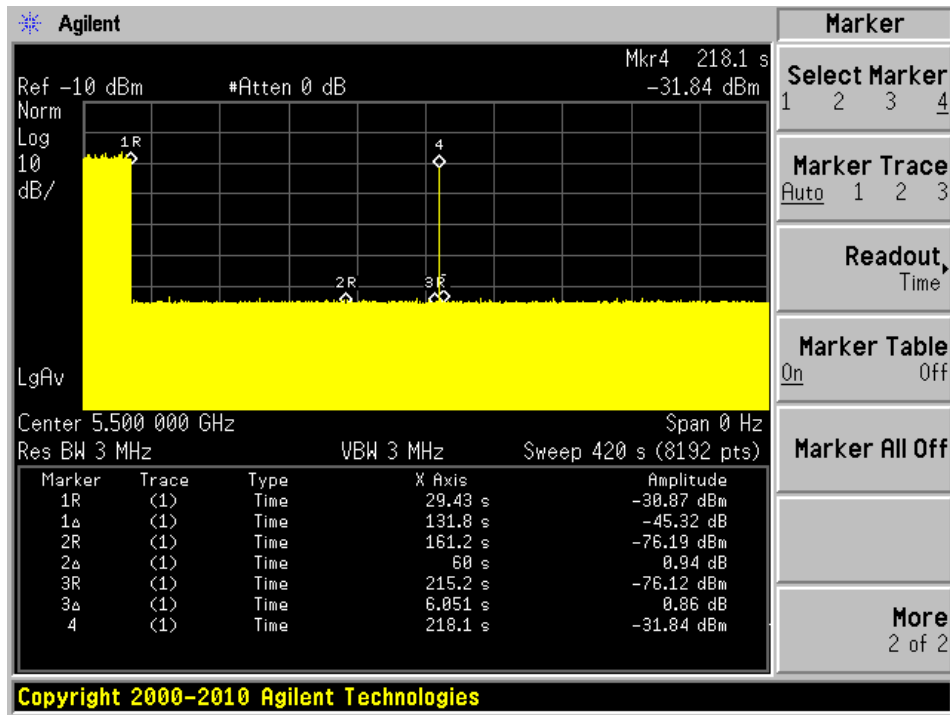 Agilent
Marker
Mkr4 218.1 s
Ref -10 dBm #Atten 0 dB -31.84 dBm
Norm
Log
10
dB/
1R
4
2R
3R
LgAv
Center 5.500 000 GHz Span 0 Hz
Res BW 3 MHz VBW 3 MHz Sweep 420 s (8192 pts)
Marker Trace Type X Axis Amplitude
1R (1) Time 29.43 s -30.87 dBm
1Δ (1) Time 131.8 s -45.32 dB
2R (1) Time 161.2 s -76.19 dBm
2Δ (1) Time 60 s 0.94 dB
3R (1) Time 215.2 s -76.12 dBm
3Δ (1) Time 6.051 s 0.86 dB
4 (1) Time 218.1 s -31.84 dBm
Select Marker
1 2 3 4
Marker Trace
Auto 1 2 3
Readout
Time
Marker Table
On Off
Marker All Off
More
2 of 2
Copyright 2000-2010 Agilent Technologies